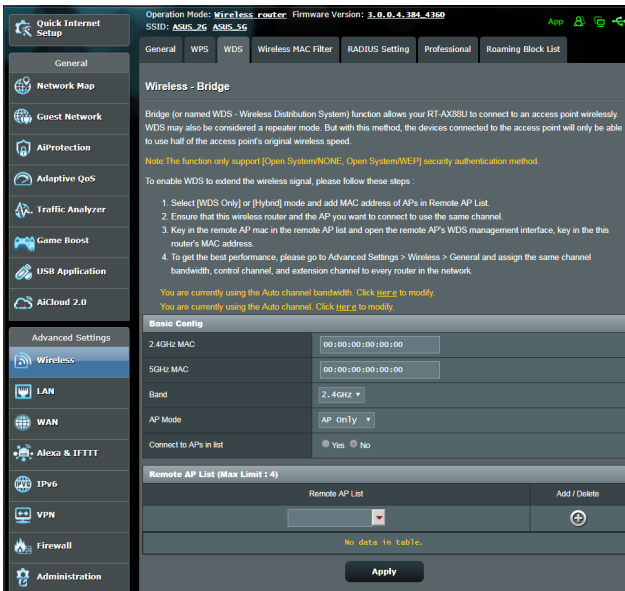 Quick Internet
Setup
General
Network Map
Guest Network
AiProtection
Adaptive QoS
Traffic Analyzer
Game Boost
USB Application
AiCloud 2.0
Advanced Settings
Wireless
LAN
WAN
Alexa & IFTTT
IPv6
VPN
Firewall
Administration
Operation Mode: Wireless router Firmware Version: 3.0.0.4.384_4360
SSID: ASUS_2G ASUS_5G
App
General WPS WDS Wireless MAC Filter RADIUS Setting Professional Roaming Block List
Wireless - Bridge
Bridge (or named WDS - Wireless Distribution System) function allows your RT-AX88U to connect to an access point wirelessly.
WDS may also be considered a repeater mode. But with this method, the devices connected to the access point will only be able
to use half of the access point's original wireless speed.
Note:The function only support [Open System/NONE, Open System/WEP] security authentication method.
To enable WDS to extend the wireless signal, please follow these steps :
1. Select [WDS Only] or [Hybrid] mode and add MAC address of APs in Remote AP List.
2. Ensure that this wireless router and the AP you want to connect to use the same channel.
3. Key in the remote AP mac in the remote AP list and open the remote AP's WDS management interface, key in the this
router's MAC address.
4. To get the best performance, please go to Advanced Settings > Wireless > General and assign the same channel
bandwidth, control channel, and extension channel to every router in the network.
You are currently using the Auto channel bandwidth. Click Here to modify.
You are currently using the Auto channel. Click Here to modify.
Basic Config
2.4GHz MAC 00:00:00:00:00:00
5GHz MAC 00:00:00:00:00:00
Band 2.4GHz
AP Mode AP Only
Connect to APs in list Yes No
Remote AP List (Max Limit : 4)
Remote AP List Add / Delete
No data in table.
Apply